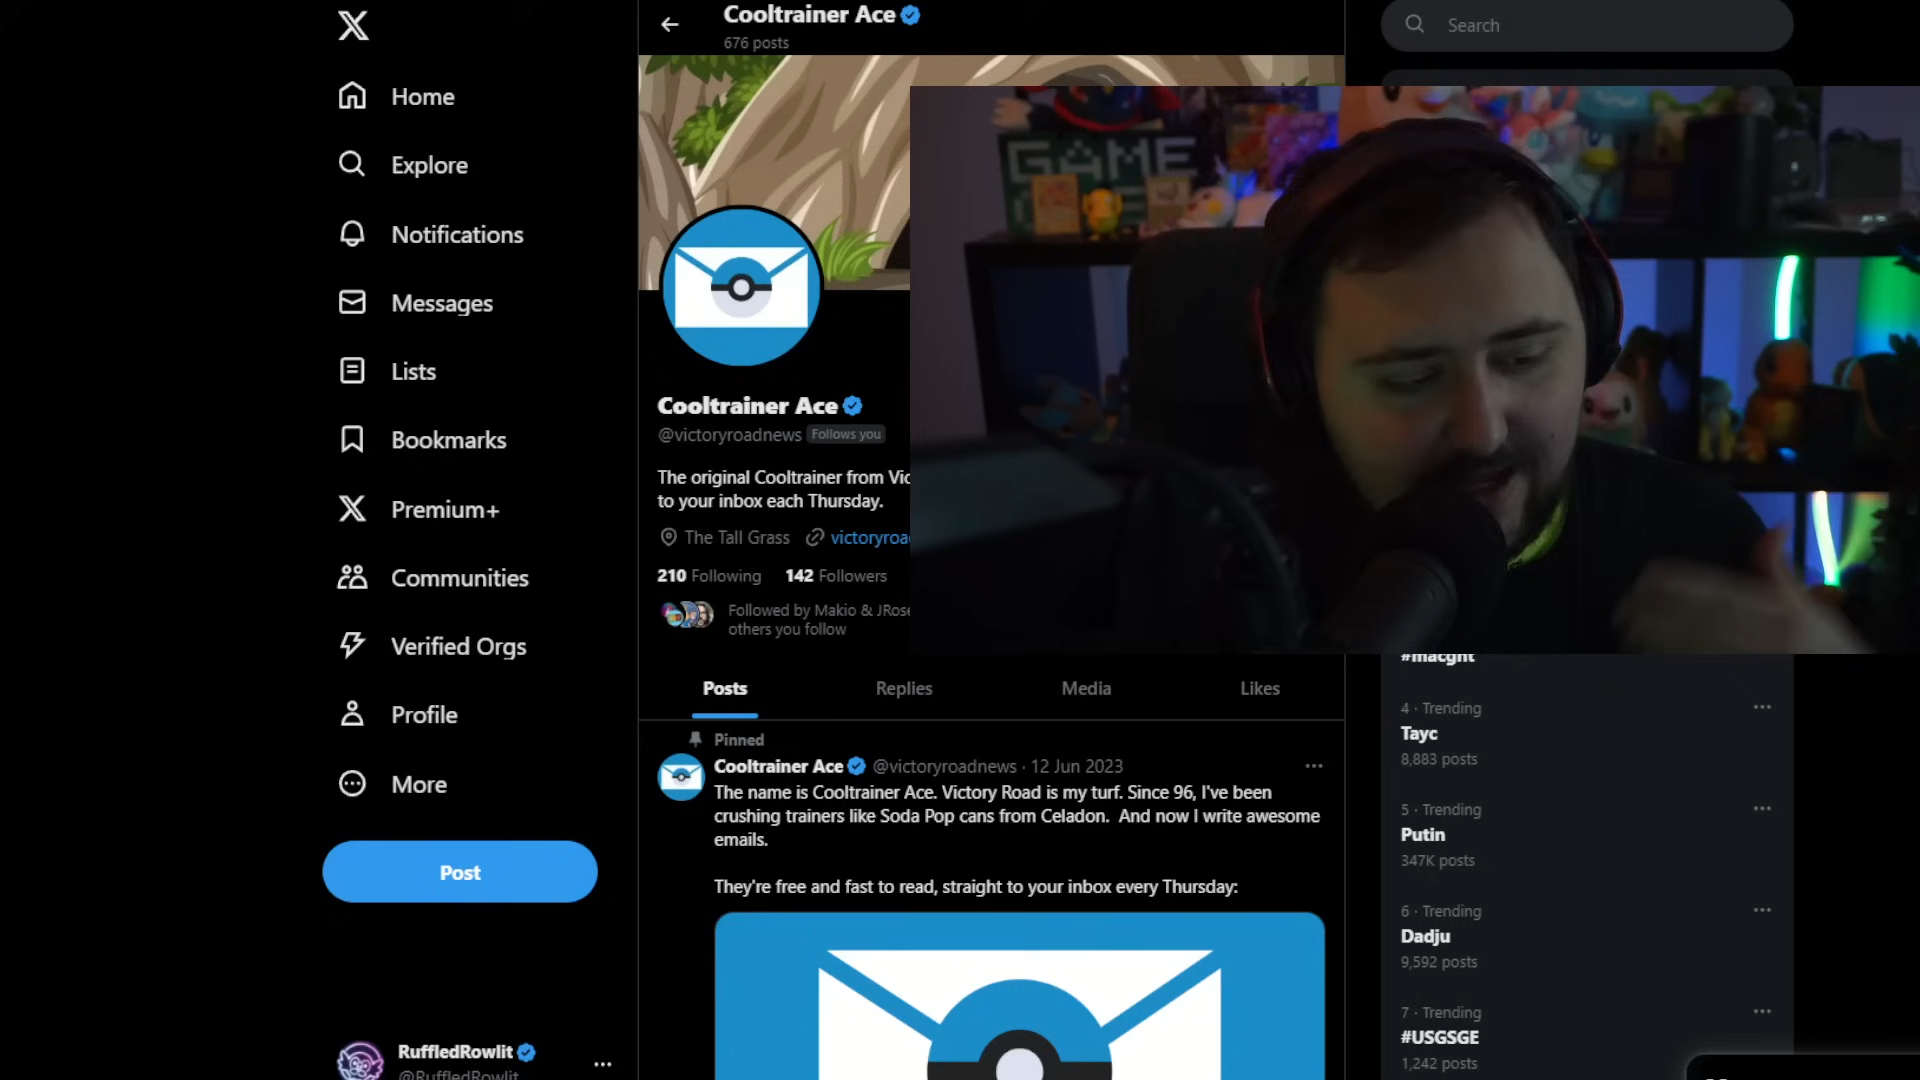 Home
Explore
Notifications
Messages
Lists
Bookmarks
Premium+
Communities
Verified Orgs
Profile
More
Post
RuffledRowlit
@RuffledRowlit
Cooltrainer Ace
676 posts
Cooltrainer Ace
@victoryroadnews Follows you
The original Cooltrainer from
to your inbox each Thursday.
The Tall Grass
210 Following 142 Followers
Followed by Makio &
others you follow
Posts Replies Media Likes
Pinned
Cooltrainer Ace @victoryroadnews · 12 Jun 2023
The name is Cooltrainer Ace. Victory Road is my turf. Since 96, I've been
crushing trainers like Soda Pop cans from Celadon. And now I write awesome
emails.
They're free and fast to read, straight to your inbox every Thursday:
Search
GAME
#macght
4 · Trending
Tayc
8,883 posts
5 · Trending
Putin
347K posts
6 · Trending
Dadju
9,592 posts
7 · Trending
#USGSGE
1,242 posts